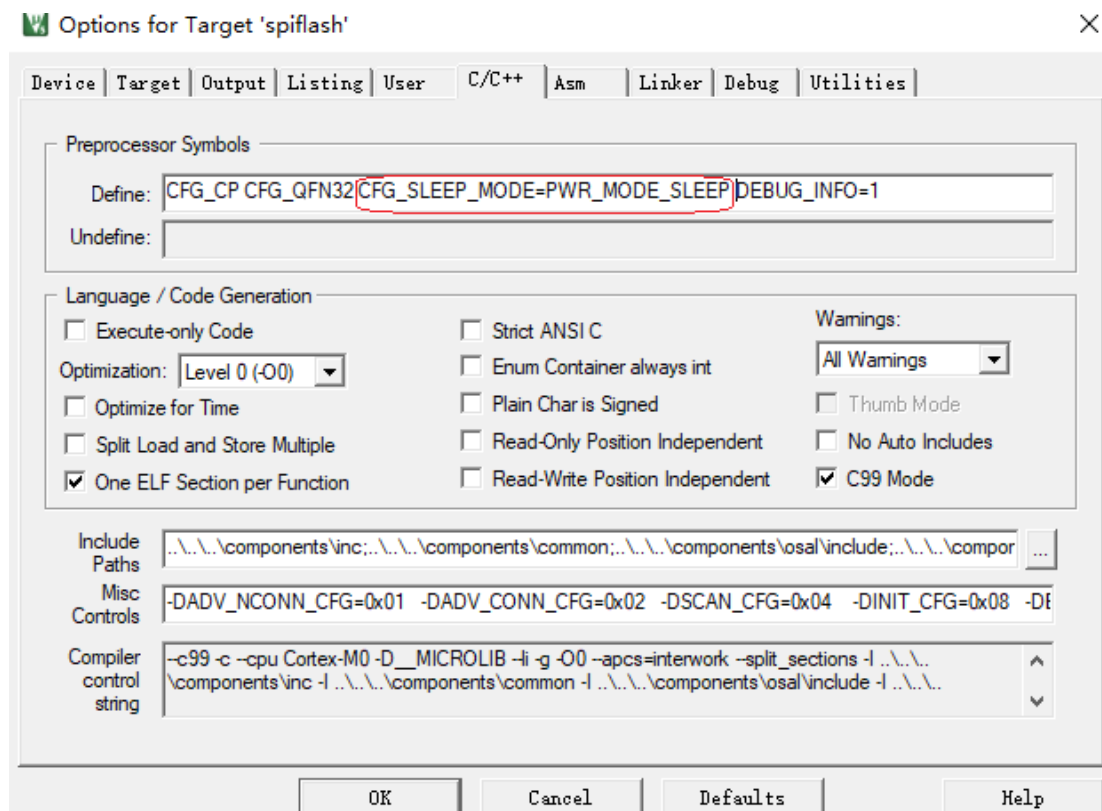 Options for Target 'spiflash'
Device Target Output Listing User C/C++ Asm Linker Debug Utilities
Preprocessor Symbols
Define: CFG_CP CFG_QFN32 CFG_SLEEP_MODE=PWR_MODE_SLEEP DEBUG_INFO=1
Undefine:
Language / Code Generation
Execute-only Code
Optimization: Level 0 (-O0)
Optimize for Time
Split Load and Store Multiple
One ELF Section per Function
Strict ANSI C
Enum Container always int
Plain Char is Signed
Read-Only Position Independent
Read-Write Position Independent
Warnings:
All Warnings
Thumb Mode
No Auto Includes
C99 Mode
Include
Paths
..\..\..\components\inc;..\..\..\components\common;..\..\..\components\osal\include;..\..\..\compor
...
Misc
Controls
-DADV_NCONN_CFG=0x01 -DADV_CONN_CFG=0x02 -DSCAN_CFG=0x04 -DINIT_CFG=0x08 -DE
Compiler
control
string
--c99 -c --cpu Cortex-M0 -D__MICROLIB --li -g -O0 --apcs=interwork --split_sections -I ..\..\..
\components\inc -I ..\..\..\components\common -I ..\..\..\components\osal\include -I ..\..\..
OK Cancel Defaults Help